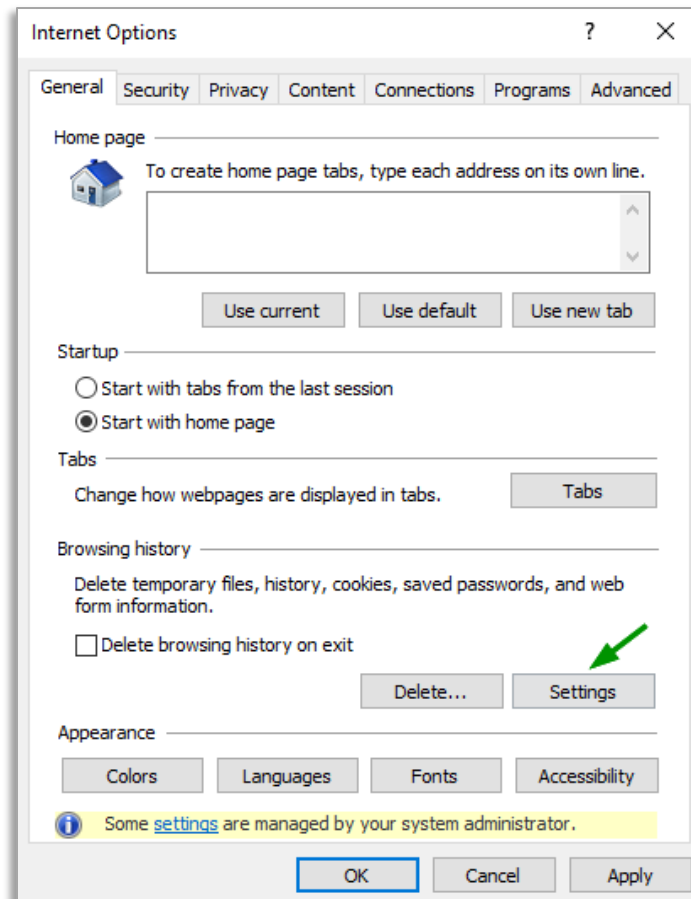 Internet Options ?
General Security Privacy Content Connections Programs Advanced
Home page
To create home page tabs, type each address on its own line.
Use current Use default Use new tab
Startup
Start with tabs from the last session
Start with home page
Tabs
Change how webpages are displayed in tabs. Tabs
Browsing history
Delete temporary files, history, cookies, saved passwords, and web
form information.
Delete browsing history on exit
Delete... Settings
Appearance
Colors Languages Fonts Accessibility
Some settings are managed by your system administrator.
OK Cancel Apply